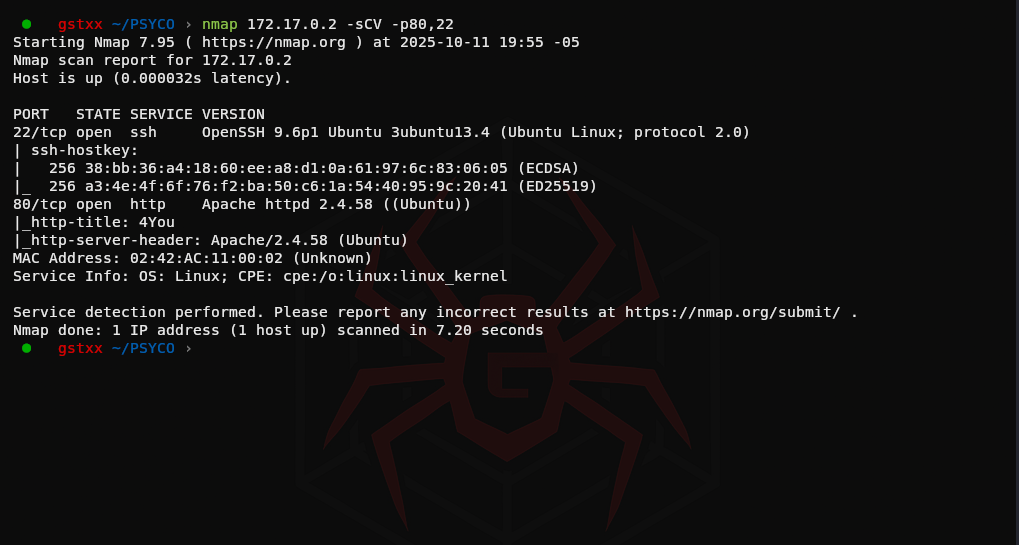 ● gstxx ~/PSYCO › nmap 172.17.0.2 -sCV -p80,22
Starting Nmap 7.95 ( https://nmap.org ) at 2025-10-11 19:55 -05
Nmap scan report for 172.17.0.2
Host is up (0.000032s latency).
PORT   STATE SERVICE VERSION
22/tcp open  ssh     OpenSSH 9.6p1 Ubuntu 3ubuntu13.4 (Ubuntu Linux; protocol 2.0)
| ssh-hostkey:
|   256 38:bb:36:a4:18:60:ee:a8:d1:0a:61:97:6c:83:06:05 (ECDSA)
|_  256 a3:4e:4f:6f:76:f2:ba:50:c6:1a:54:40:95:9c:20:41 (ED25519)
80/tcp open  http    Apache httpd 2.4.58 ((Ubuntu))
|_http-title: 4You
|_http-server-header: Apache/2.4.58 (Ubuntu)
MAC Address: 02:42:AC:11:00:02 (Unknown)
Service Info: OS: Linux; CPE: cpe:/o:linux:linux_kernel
Service detection performed. Please report any incorrect results at https://nmap.org/submit/ .
Nmap done: 1 IP address (1 host up) scanned in 7.20 seconds
● gstxx ~/PSYCO ›